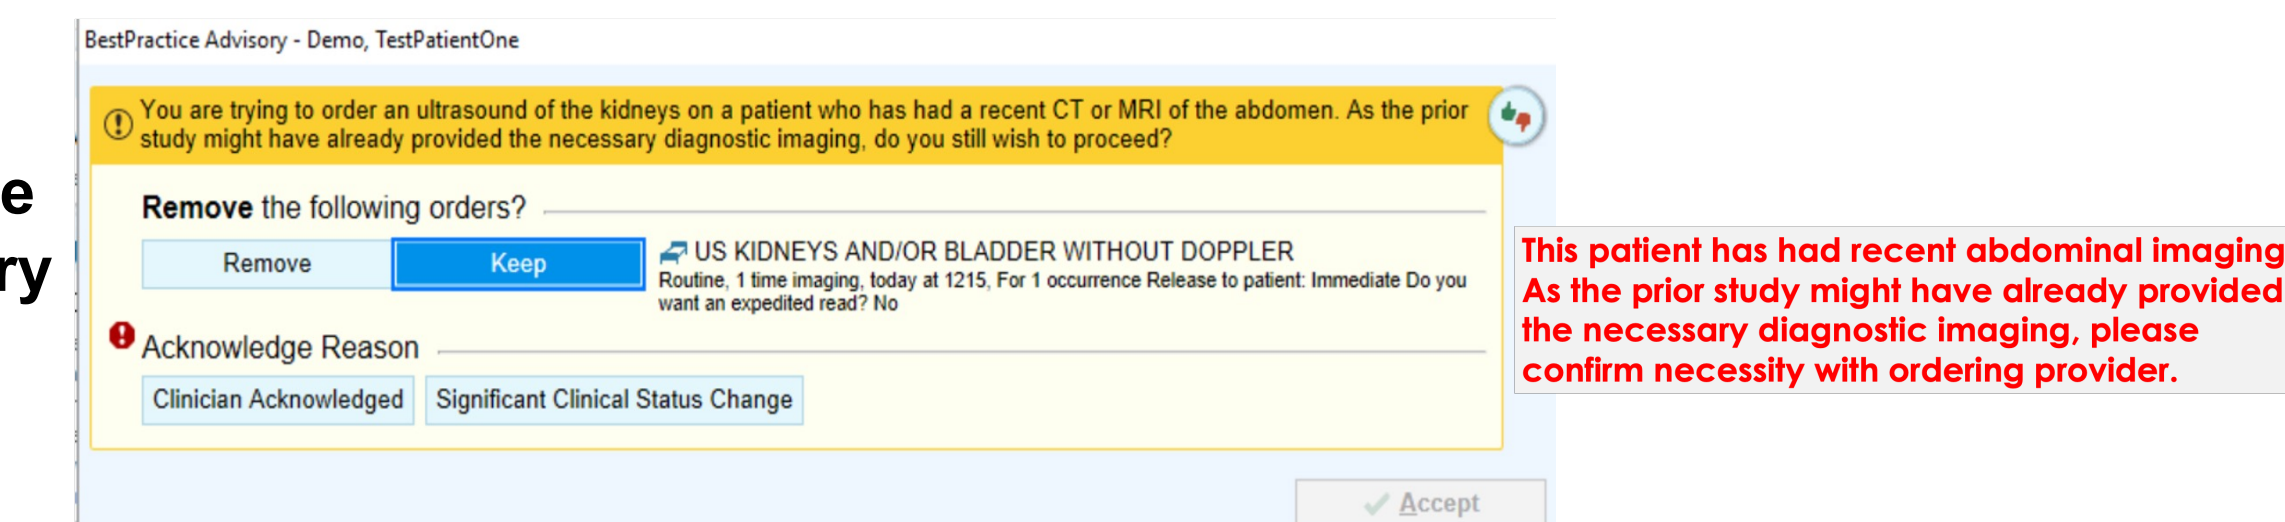 BestPractice Advisory - Demo, TestPatientOne
You are trying to order an ultrasound of the kidneys on a patient who has had a recent CT or MRI of the abdomen. As the prior
study might have already provided the necessary diagnostic imaging, do you still wish to proceed?
e
ry
Remove the following orders?
Remove
Keep
US KIDNEYS AND/OR BLADDER WITHOUT DOPPLER
Routine, 1 time imaging, today at 1215, For 1 occurrence Release to patient: Immediate Do you
want an expedited read? No
Acknowledge Reason
Clinician Acknowledged
Significant Clinical Status Change
Accept
This patient has had recent abdominal imaging
As the prior study might have already provided
the necessary diagnostic imaging, please
confirm necessity with ordering provider.